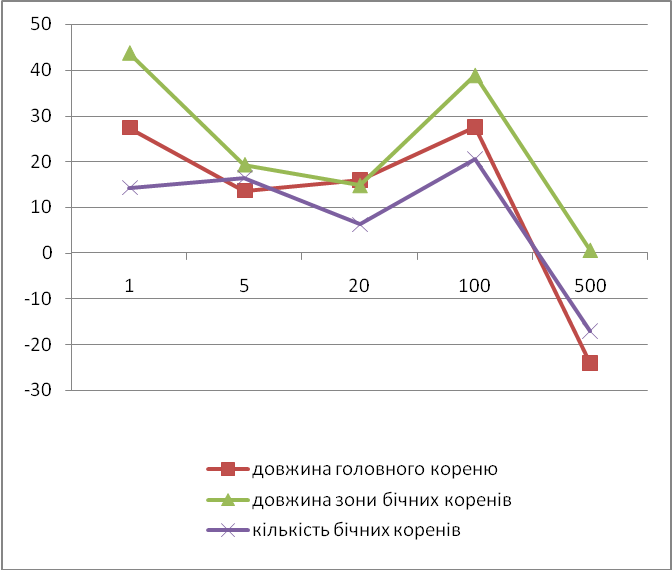 50
40
30
20
10
0
-10
-20
-30
1 5 20 100 500
довжина головного кореню
довжина зони бічних коренів
кількість бічних коренів